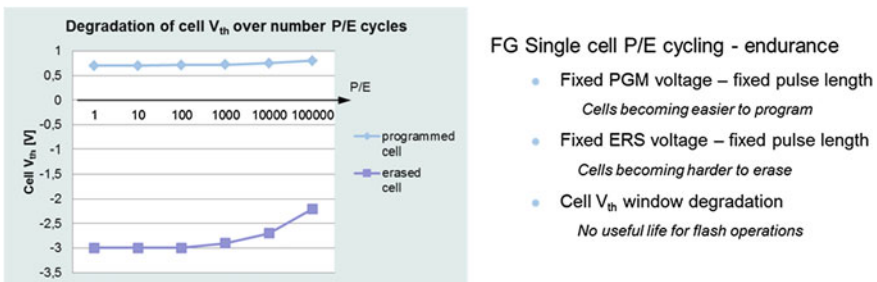 Degradation of cell Vth over number P/E cycles
1
0,5
0
-0,5
-1
-1,5
-2
-2,5
-3
-3,5
Cell Vth [V]
1 10 100 1000 10000 100000
P/E
programmed
cell
erased
cell
FG Single cell P/E cycling - endurance
Fixed PGM voltage – fixed pulse length
Cells becoming easier to program
Fixed ERS voltage – fixed pulse length
Cells becoming harder to erase
Cell Vth window degradation
No useful life for flash operations